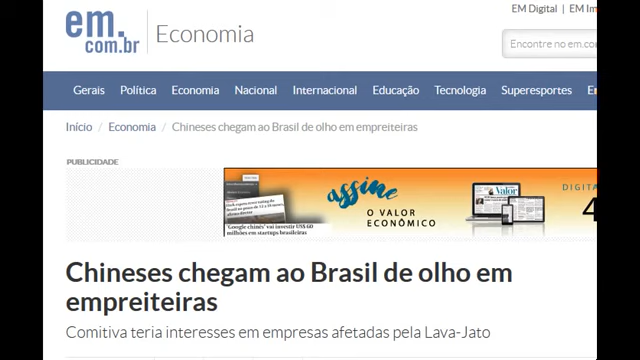 EM Digital | EM Im
em
.com.br
Economia
Encontre no em.com
Gerais Política Economia Nacional Internacional Educação Tecnologia Superesportes E
Início / Economia / Chineses chegam ao Brasil de olho em empreiteiras
PUBLICIDADE
assine
O VALOR
ECONÔMICO
Valor
DIGITA
4
'Google chinês' vai investir US$ 60
milhões em startups brasileiras
Chineses chegam ao Brasil de olho em
empreiteiras
Comitiva teria interesses em empresas afetadas pela Lava-Jato